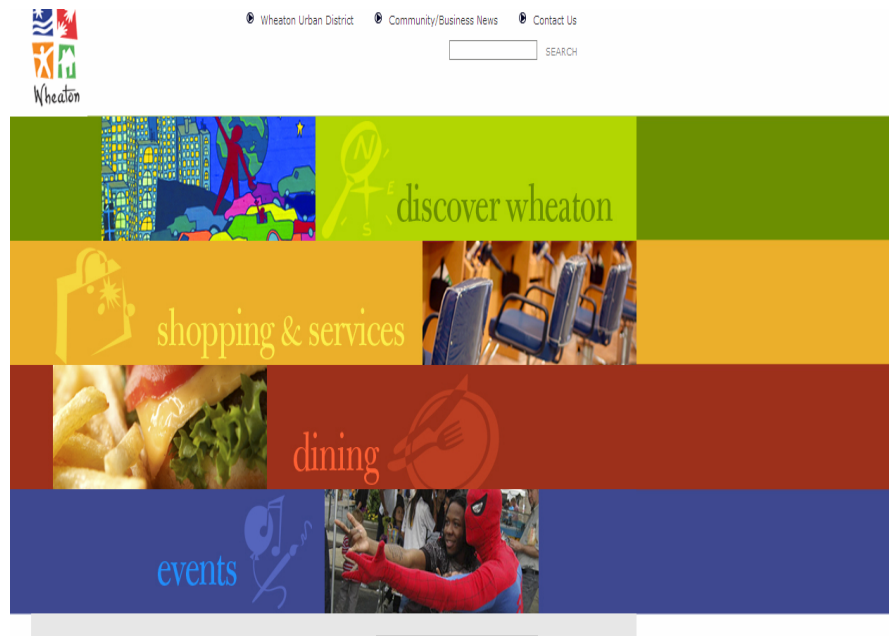 Wheaton Urban District Community/Business News Contact Us
SEARCH
Wheaton
N
E
S
discover wheaton
shopping & services
dining
events